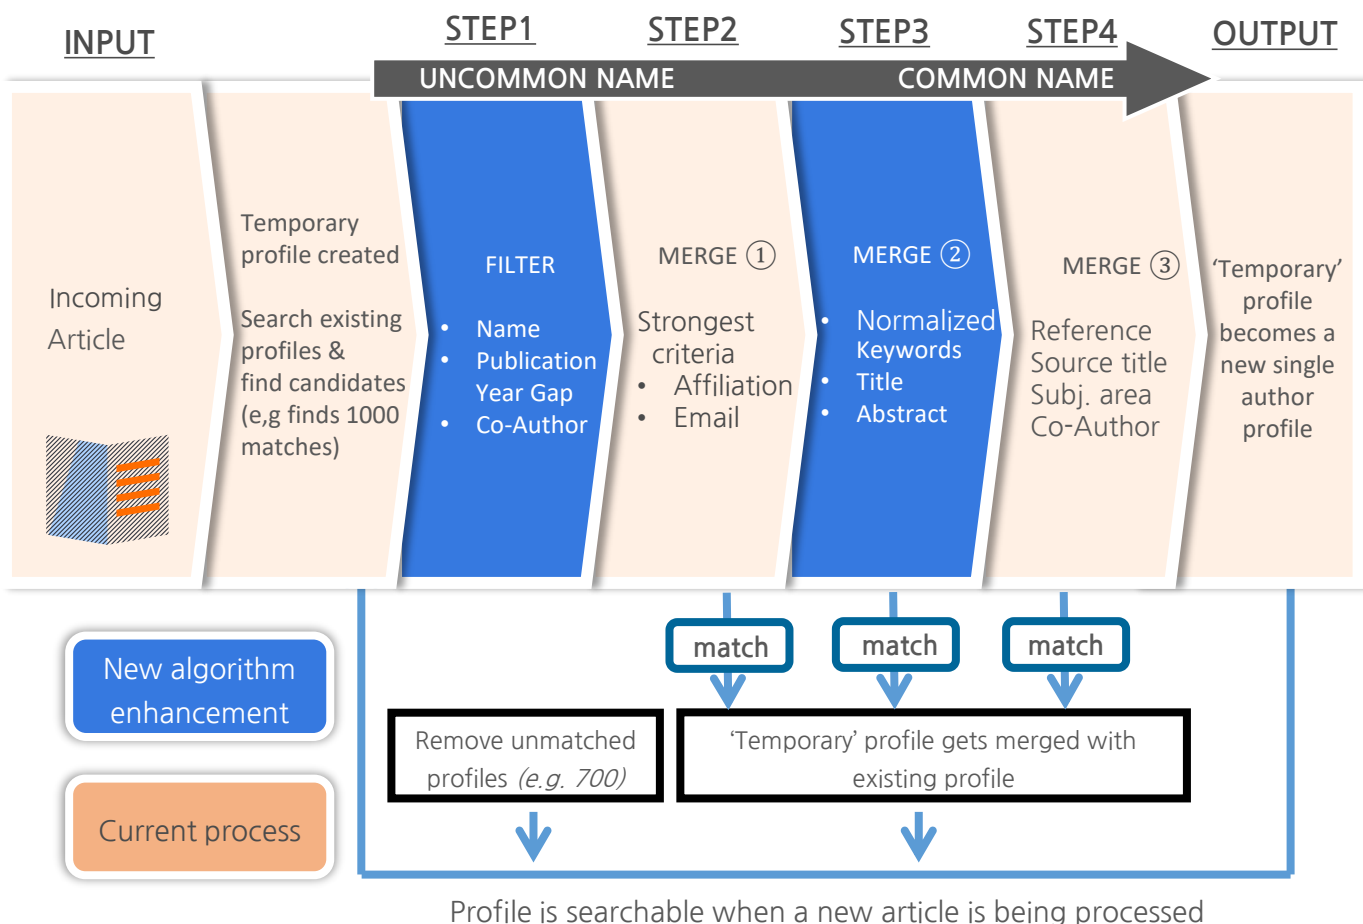 INPUT
STEP1
STEP2
STEP3
STEP4
OUTPUT
UNCOMMON NAME
COMMON NAME
Incoming
Article
Temporary
profile created
Search existing
profiles &
find candidates
(e,g finds 1000
matches)
FILTER
• Name
• Publication
Year Gap
• Co-Author
MERGE ①
Strongest
criteria
• Affiliation
• Email
MERGE ②
• Normalized
Keywords
• Title
• Abstract
MERGE ③
Reference
Source title
Subj. area
Co-Author
‘Temporary’
profile
becomes a
new single
author
profile
match
match
match
New algorithm
enhancement
Current process
Remove unmatched
profiles (e.g. 700)
‘Temporary’ profile gets merged with
existing profile
Profile is searchable when a new article is being processed